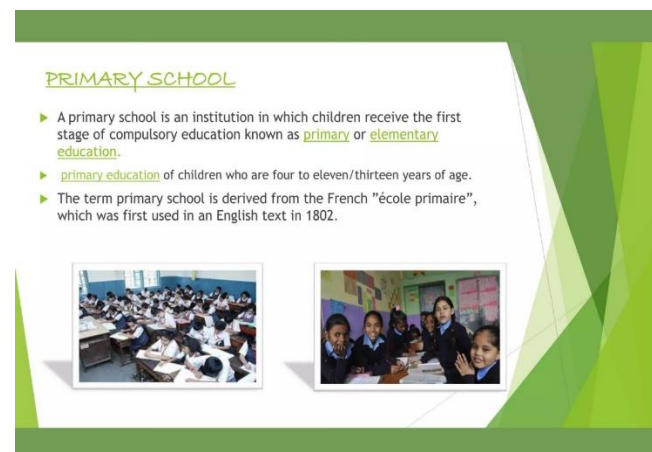 PRIMARY SCHOOL
A primary school is an institution in which children receive the first
stage of compulsory education known as primary or elementary
education.
primary education of children who are four to eleven/thirteen years of age.
The term primary school is derived from the French ”école primaire”,
which was first used in an English text in 1802.